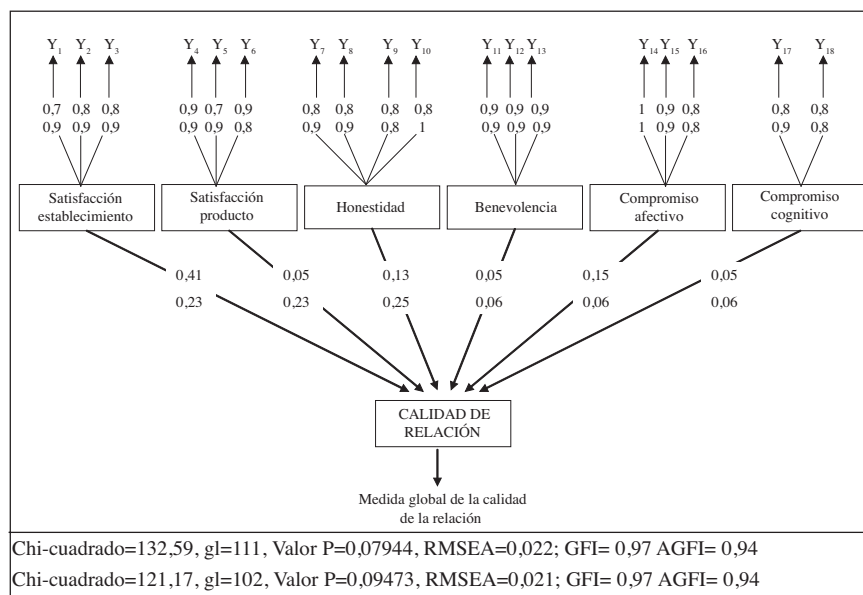 Y1 Y2 Y3 Y4 Y5 Y6 Y7 Y8 Y9 Y10 Y11 Y12 Y13 Y14 Y15 Y16 Y17 Y18
0,7 0,8 0,8 0,9 0,7 0,9 0,8 0,8 0,8 0,8 0,9 0,9 0,9 1 0,9 0,8 0,8 0,8
0,9 0,9 0,9 0,9 0,9 0,8 0,9 0,9 0,8 1 0,9 0,9 0,9 1 0,9 0,8 0,9 0,8
Satisfacción
establecimiento
Satisfacción
producto
Honestidad
Benevolencia
Compromiso
afectivo
Compromiso
cognitivo
0,41 0,05 0,13 0,05 0,15 0,05
0,23 0,23 0,25 0,06 0,06 0,06
CALIDAD DE
RELACIÓN
Medida global de la calidad
de la relación
Chi-cuadrado=132,59, gl=111, Valor P=0,07944, RMSEA=0,022; GFI= 0,97 AGFI= 0,94
Chi-cuadrado=121,17, gl=102, Valor P=0,09473, RMSEA=0,021; GFI= 0,97 AGFI= 0,94